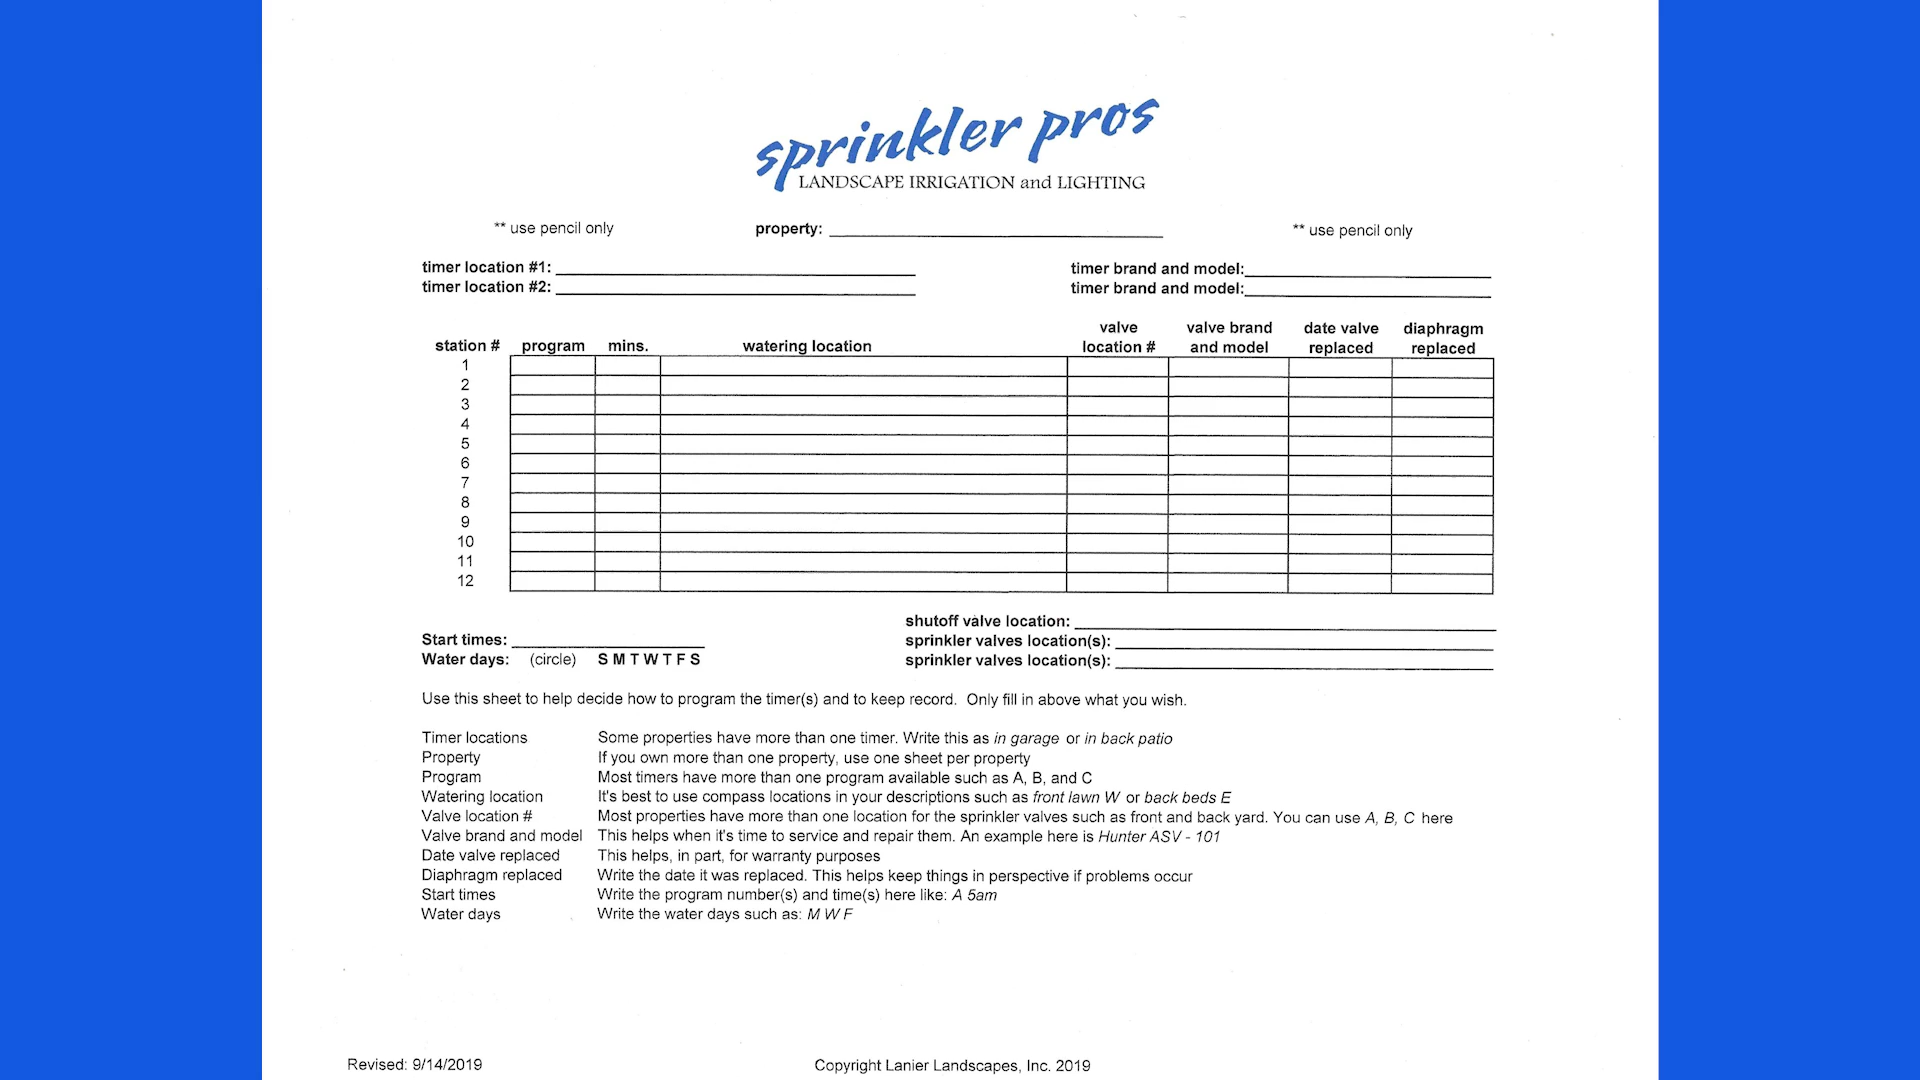 sprinkler pros
LANDSCAPE IRRIGATION and LIGHTING
** use pencil only property: ** use pencil only
timer location #1: timer brand and model:
timer location #2: timer brand and model:
station # program mins. watering location valve location # valve brand and model date valve replaced diaphragm replaced
1
2
3
4
5
6
7
8
9
10
11
12
shutoff valve location:
Start times: sprinkler valves location(s):
Water days: (circle) S M T W T F S sprinkler valves location(s):
Use this sheet to help decide how to program the timer(s) and to keep record. Only fill in above what you wish.
Timer locations Some properties have more than one timer. Write this as in garage or in back patio
Property If you own more than one property, use one sheet per property
Program Most timers have more than one program available such as A, B, and C
Watering location It's best to use compass locations in your descriptions such as front lawn W or back beds E
Valve location # Most properties have more than one location for the sprinkler valves such as front and back yard. You can use A, B, C here
Valve brand and model This helps when it's time to service and repair them. An example here is Hunter ASV - 101
Date valve replaced This helps, in part, for warranty purposes
Diaphragm replaced Write the date it was replaced. This helps keep things in perspective if problems occur
Start times Write the program number(s) and time(s) here like: A 5am
Water days Write the water days such as: M W F
Revised: 9/14/2019 Copyright Lanier Landscapes, Inc. 2019